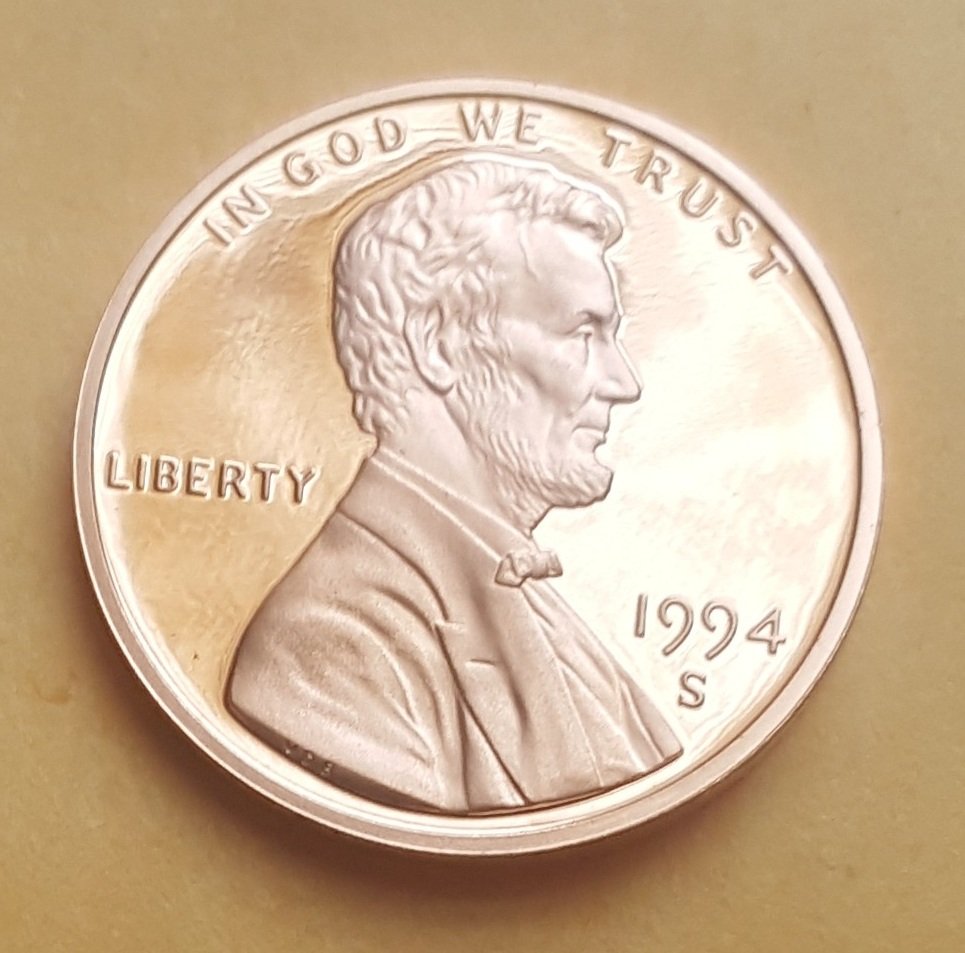 IN GOD WE TRUST
LIBERTY
1994
S